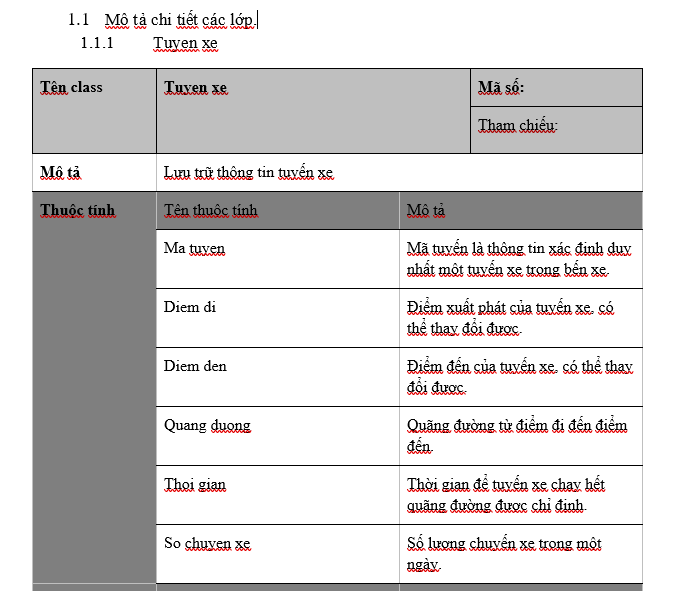 1.1 Mô tả chi tiết các lớp.
1.1.1 Tuyen xe
Tên class Tuyen xe Mã số:
Tham chiếu:
Mô tả Lưu trữ thông tin tuyến xe
Thuộc tính Tên thuộc tính Mô tả
Ma tuyen Mã tuyến là thông tin xác định duy
nhất một tuyến xe trong bến xe.
Diem di Điểm xuất phát của tuyến xe, có
thể thay đổi được.
Diem den Điểm đến của tuyến xe, có thể thay
đổi được.
Quang duong Quãng đường từ điểm đi đến điểm
đến.
Thoi gian Thời gian để tuyến xe chạy hết
quãng đường được chỉ định.
So chuyen xe Số lượng chuyến xe trong một
ngày.